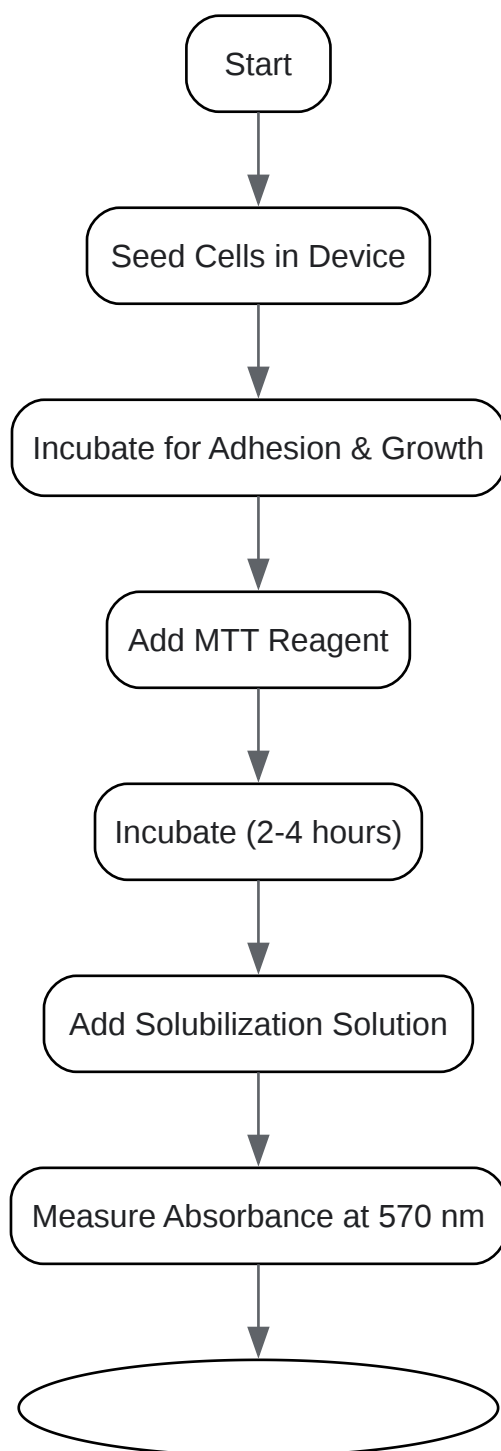 Start
Seed Cells in Device
Incubate for Adhesion & Growth
Add MTT Reagent
Incubate (2-4 hours)
Add Solubilization Solution
Measure Absorbance at 570 nm